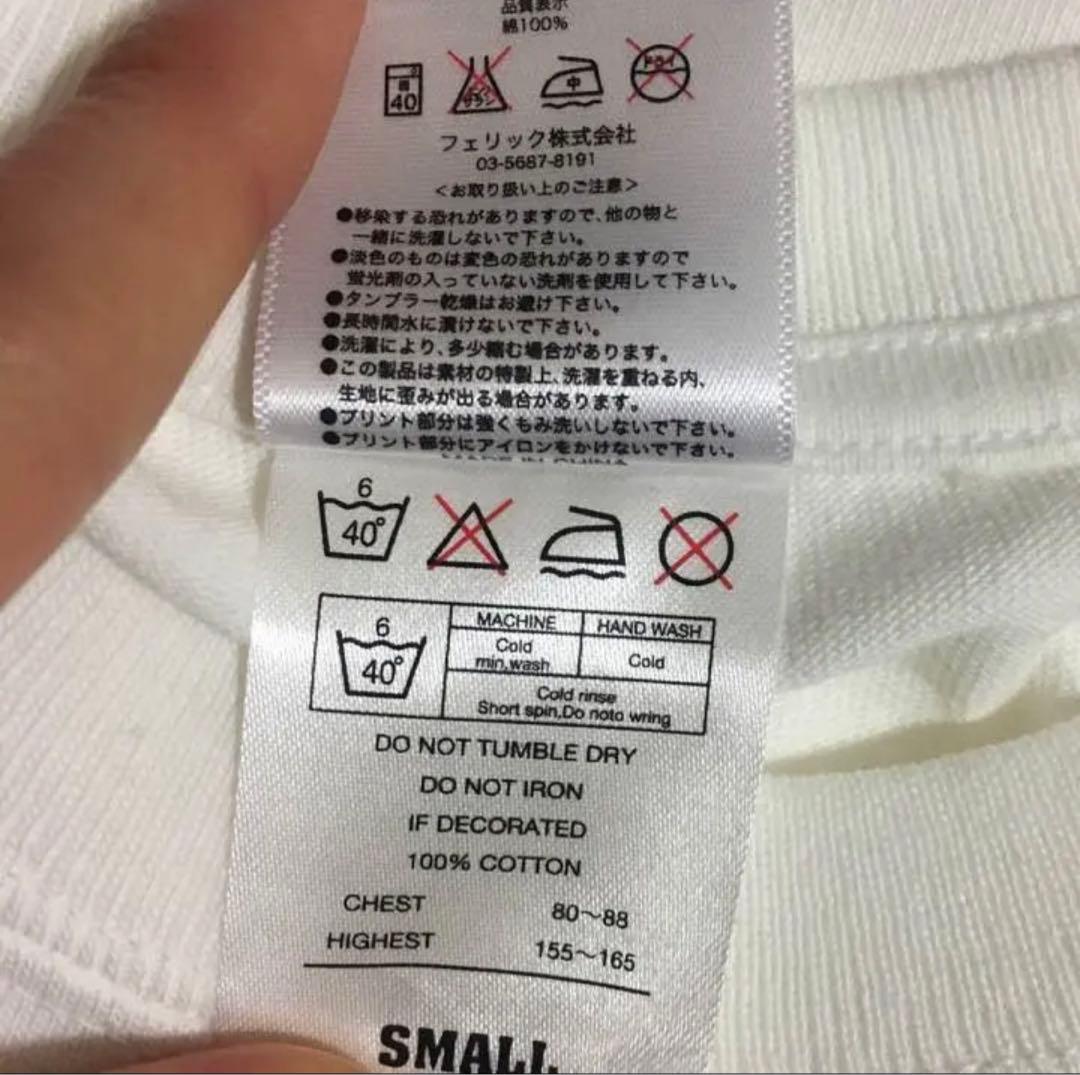 品質表示
綿100%
40
中
ドライ
フェリック株式会社
03-5687-8191
<お取り扱い上のご注意>
●移染する恐れがありますので、他の物と
一緒に洗濯しないで下さい。
●淡色のものは変色の恐れがありますので
蛍光剤の入っていない洗剤を使用して下さい。
●タンブラー乾燥はお避け下さい。
●長時間水に漬けないで下さい。
●洗濯により、多少縮む場合があります。
●この製品は素材の特製上、洗濯を重ねる内、
生地に歪みが出る場合があります。
●プリント部分は強くもみ洗いしないで下さい。
●プリント部分にアイロンをかけないで下さい。
6
40°
6
40°
MACHINE HAND WASH
Cold
min,wash
Cold
Cold rinse
Short spin,Do noto wring
DO NOT TUMBLE DRY
DO NOT IRON
IF DECORATED
100% COTTON
CHEST 80~88
HIGHEST 155~165
SMALL